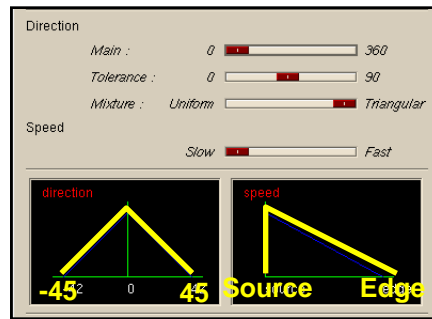 Direction
Main : 0 360
Tolerance : 0 90
Mixture : Uniform Triangular
Speed
Slow Fast
direction speed
-45 0 45 Source Edge